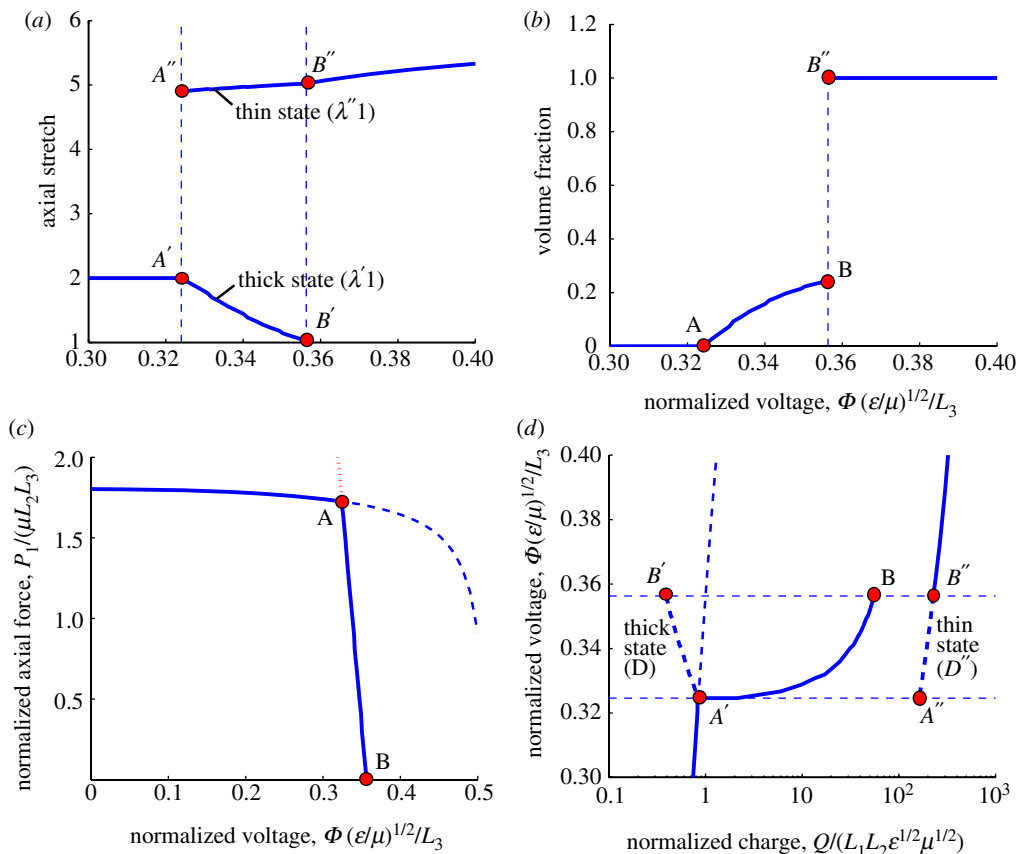 (a)
axial stretch
6
5
4
3
2
1
A″
B″
thin state (λ″1)
A′
thick state (λ′1)
B′
0.30 0.32 0.34 0.36 0.38 0.40
(b)
volume fraction
1.2
1.0
0.8
0.6
0.4
0.2
0
B″
B
A
0.30 0.32 0.34 0.36 0.38 0.40
normalized voltage, Φ (ε/μ)^1/2/L₃
(c)
normalized axial force, P₁/(μL₂L₃)
2.0
1.5
1.0
0.5
A
B
0 0.1 0.2 0.3 0.4 0.5
normalized voltage, Φ (ε/μ)^1/2/L₃
(d)
normalized voltage, Φ (ε/μ)^1/2/L₃
0.40
0.38
0.36
0.34
0.32
0.30
B′
B
B″
thick
state
(D)
thin
state
(D″)
A′
A″
0.1 1 10 10² 10³
normalized charge, Q/(L₁L₂ε^1/2μ^1/2)